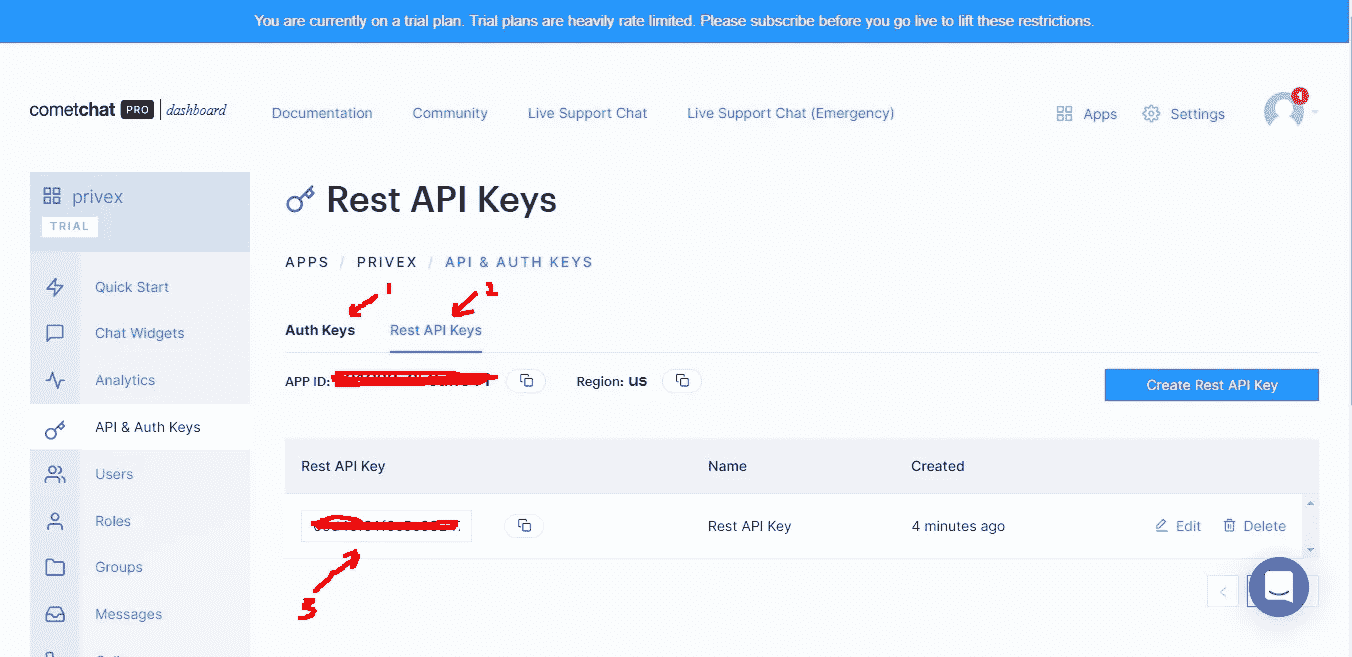 You are currently on a trial plan. Trial plans are heavily rate limited. Please subscribe before you go live to lift these restrictions.
cometchat PRO dashboard Documentation Community Live Support Chat Live Support Chat (Emergency) Apps Settings 1
privex
TRIAL
Rest API Keys
APPS / PRIVEX / API & AUTH KEYS
1
Auth Keys Rest API Keys
APP ID: Region: US
Create Rest API Key
Rest API Key Name Created
Rest API Key 4 minutes ago Edit Delete
3
Quick Start
Chat Widgets
Analytics
API & Auth Keys
Users
Roles
Groups
Messages